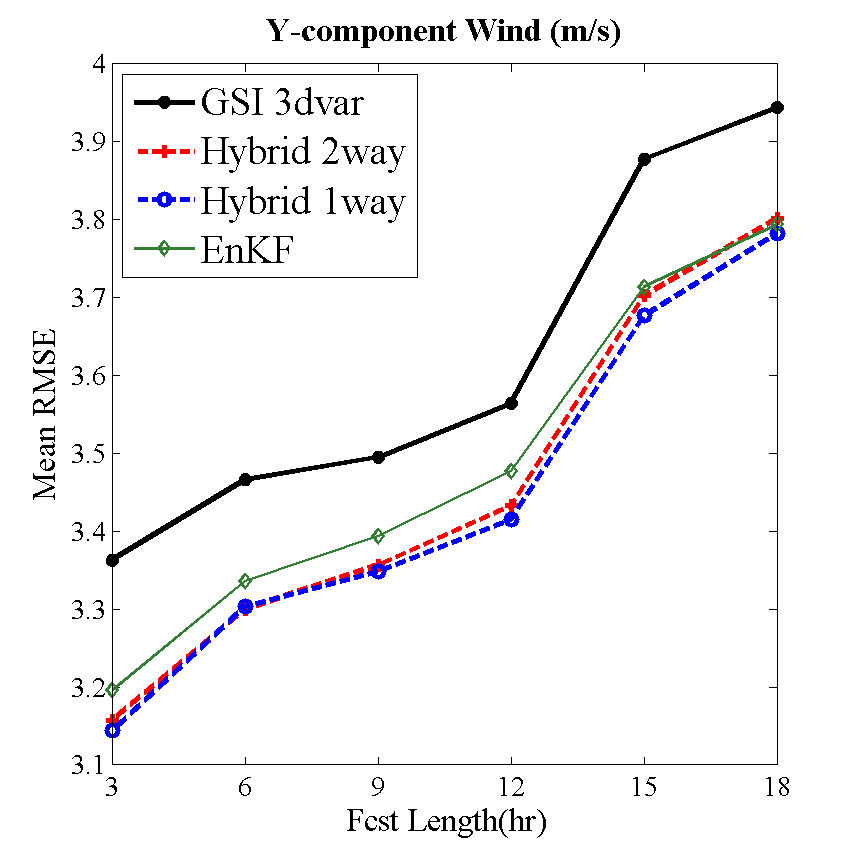 Y-component Wind (m/s)
4
3.9
3.8
3.7
3.6
3.5
3.4
3.3
3.2
3.1
Mean RMSE
GSI 3dvar
Hybrid 2way
Hybrid 1way
EnKF
3 6 9 12 15 18
Fcst Length(hr)